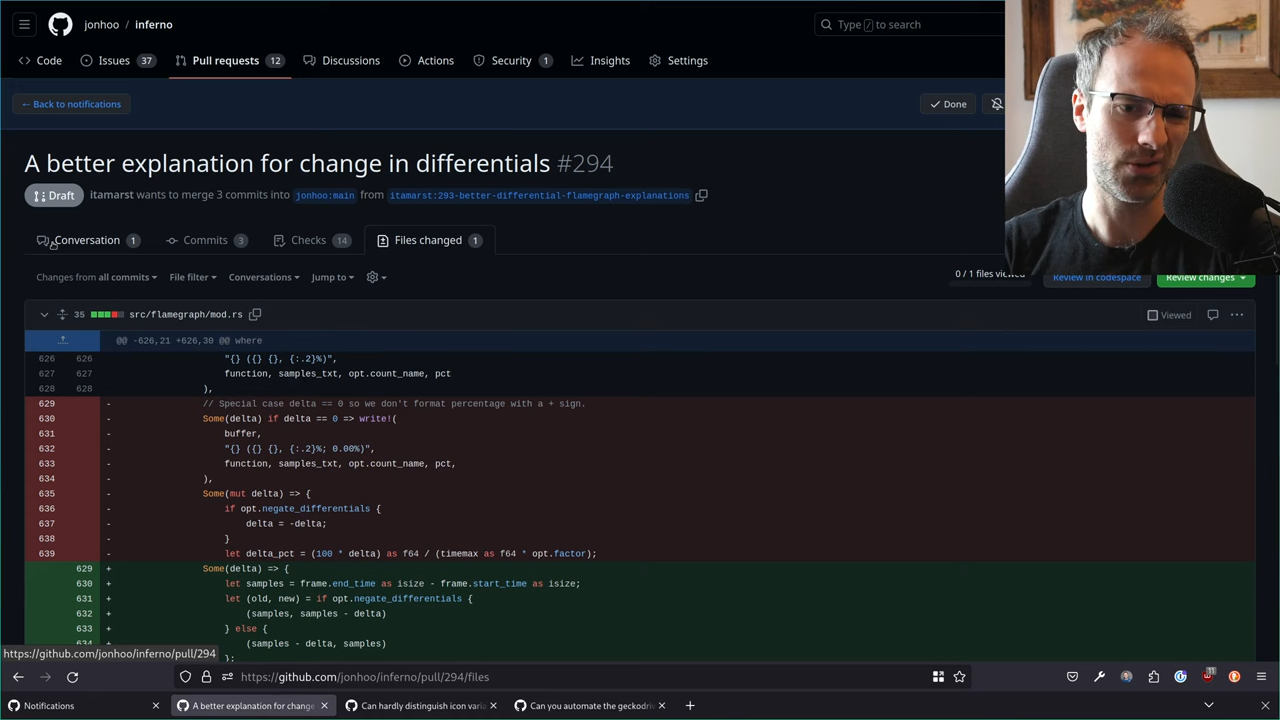 jonhoo / inferno
Type / to search
Code
Issues 37
Pull requests 12
Discussions
Actions
Security 1
Insights
Settings
← Back to notifications
Done
A better explanation for change in differentials #294
Draft
itamarst wants to merge 3 commits into jonhoo:main from itamarst:293-better-differential-flamegraph-explanations
Conversation 1
Commits 3
Checks 14
Files changed 1
Changes from all commits
File filter
Conversations
Jump to
0 / 1 files viewed
Review in codespace
Review changes
35 src/flamegraph/mod.rs
Viewed
@@ -626,21 +626,30 @@ where
626 626 "{} ({} {}, {:.2}%)",
627 627 function, samples_txt, opt.count_name, pct
628 628 ),
629 - // Special case delta == 0 so we don't format percentage with a + sign.
630 - Some(delta) if delta == 0 => write!(
631 - buffer,
632 - "{} ({} {}, {:.2}%; 0.00%)",
633 - function, samples_txt, opt.count_name, pct,
634 - ),
635 - Some(mut delta) => {
636 - if opt.negate_differentials {
637 - delta = -delta;
638 - }
639 - let delta_pct = (100 * delta) as f64 / (timemax as f64 * opt.factor);
629 + Some(delta) => {
630 + let samples = frame.end_time as isize - frame.start_time as isize;
631 + let (old, new) = if opt.negate_differentials {
632 + (samples, samples - delta)
633 + } else {
634 + (samples - delta, samples)
};
https://github.com/jonhoo/inferno/pull/294
https://github.com/jonhoo/inferno/pull/294/files
11
Notifications
A better explanation for change
Can hardly distinguish icon vari
Can you automate the geckodriv